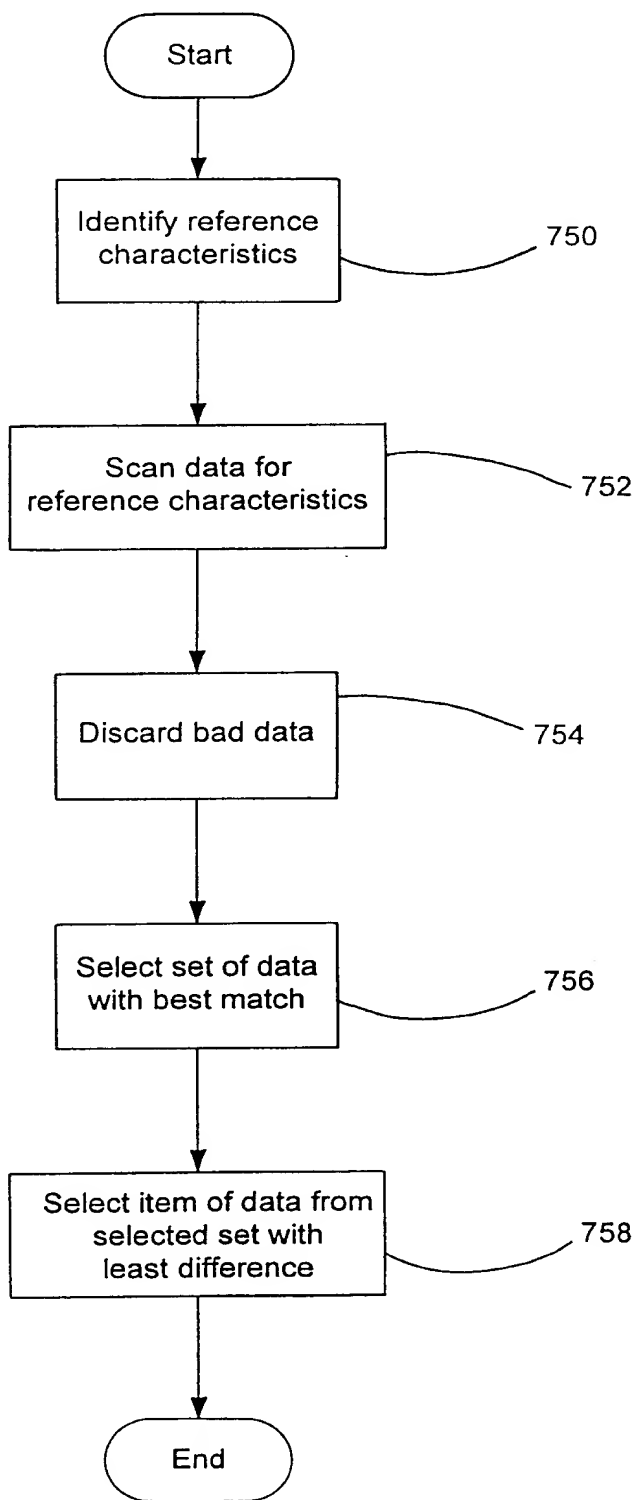 Start
Identify reference
characteristics
750
Scan data for
reference characteristics
752
Discard bad data
754
Select set of data
with best match
756
Select item of data from
selected set with
least difference
758
End